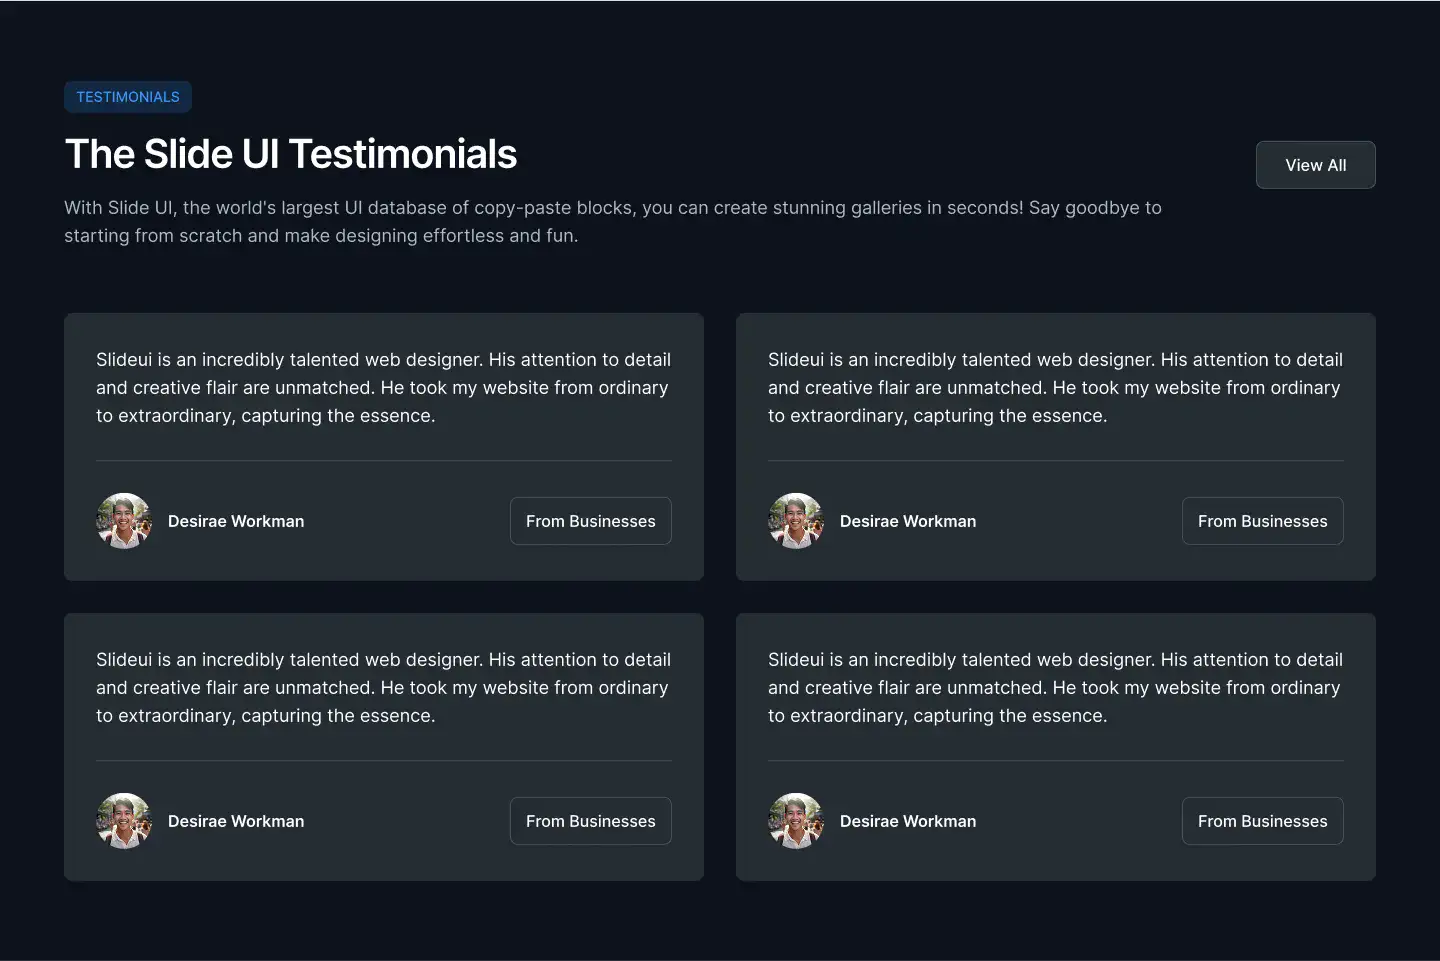 TESTIMONIALS
The Slide UI Testimonials
View All
With Slide UI, the world's largest UI database of copy-paste blocks, you can create stunning galleries in seconds! Say goodbye to
starting from scratch and make designing effortless and fun.
Slideui is an incredibly talented web designer. His attention to detail
and creative flair are unmatched. He took my website from ordinary
to extraordinary, capturing the essence.
Desirae Workman
From Businesses
Slideui is an incredibly talented web designer. His attention to detail
and creative flair are unmatched. He took my website from ordinary
to extraordinary, capturing the essence.
Desirae Workman
From Businesses
Slideui is an incredibly talented web designer. His attention to detail
and creative flair are unmatched. He took my website from ordinary
to extraordinary, capturing the essence.
Desirae Workman
From Businesses
Slideui is an incredibly talented web designer. His attention to detail
and creative flair are unmatched. He took my website from ordinary
to extraordinary, capturing the essence.
Desirae Workman
From Businesses